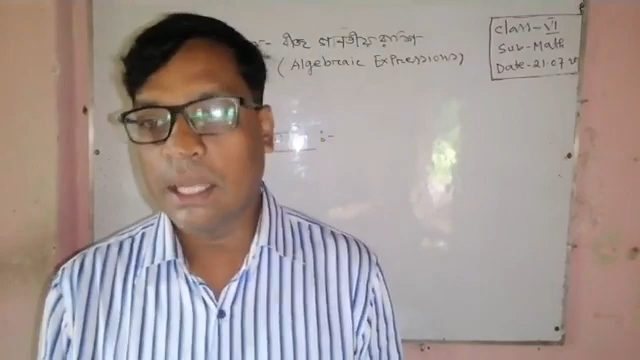 বীজ গানিতীয় রাশি
(Algebraic Expressions)
Class-VI
Sub-Math
Date-21.07